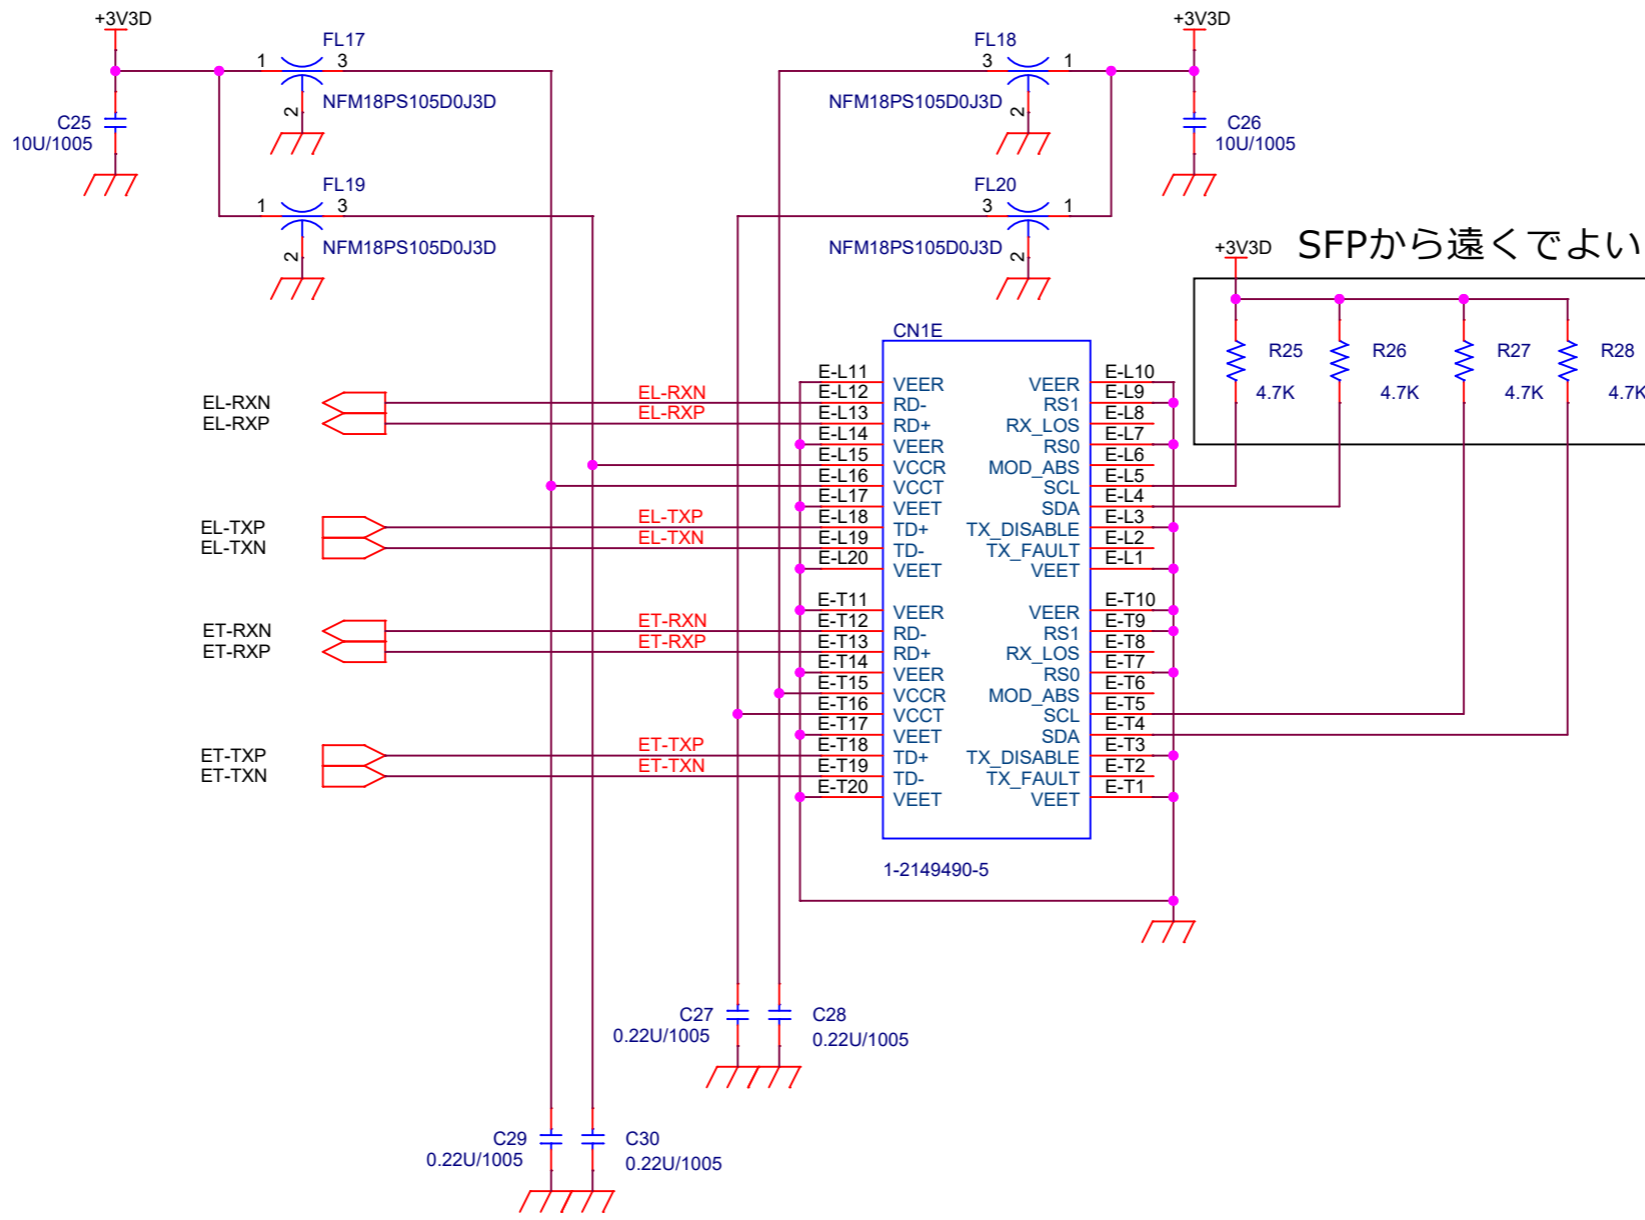 +3V3D
FL17
1
3
2
NFM18PS105D0J3D
C25
10U/1005
FL19
1
3
2
NFM18PS105D0J3D
+3V3D
FL18
3
1
2
NFM18PS105D0J3D
C26
10U/1005
FL20
3
1
2
NFM18PS105D0J3D
+3V3D
SFPから遠くでよい
R25
4.7K
R26
4.7K
R27
4.7K
R28
4.7K
CN1E
EL-RXN
EL-RXP
EL-TXP
EL-TXN
ET-RXN
ET-RXP
ET-TXP
ET-TXN
EL-RXN
EL-RXP
EL-TXP
EL-TXN
ET-RXN
ET-RXP
ET-TXP
ET-TXN
E-L11 VEER
E-L12 RD-
E-L13 RD+
E-L14 VEER
E-L15 VCCR
E-L16 VCCT
E-L17 VEET
E-L18 TD+
E-L19 TD-
E-L20 VEET
E-T11 VEER
E-T12 RD-
E-T13 RD+
E-T14 VEER
E-T15 VCCR
E-T16 VCCT
E-T17 VEET
E-T18 TD+
E-T19 TD-
E-T20 VEET
VEER E-L10
RS1 E-L9
RX_LOS E-L8
RS0 E-L7
MOD_ABS E-L6
SCL E-L5
SDA E-L4
TX_DISABLE E-L3
TX_FAULT E-L2
VEET E-L1
VEER E-T10
RS1 E-T9
RX_LOS E-T8
RS0 E-T7
MOD_ABS E-T6
SCL E-T5
SDA E-T4
TX_DISABLE E-T3
TX_FAULT E-T2
VEET E-T1
1-2149490-5
C27
0.22U/1005
C28
0.22U/1005
C29
0.22U/1005
C30
0.22U/1005